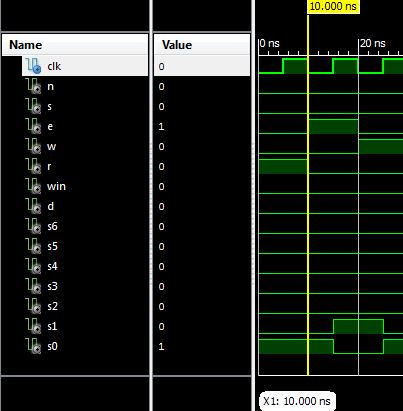 10.000 ns
Name Value
0 ns 20 ns
clk 0
n 0
s 0
e 1
w 0
r 0
win 0
d 0
s6 0
s5 0
s4 0
s3 0
s2 0
s1 0
s0 1
X1: 10.000 ns